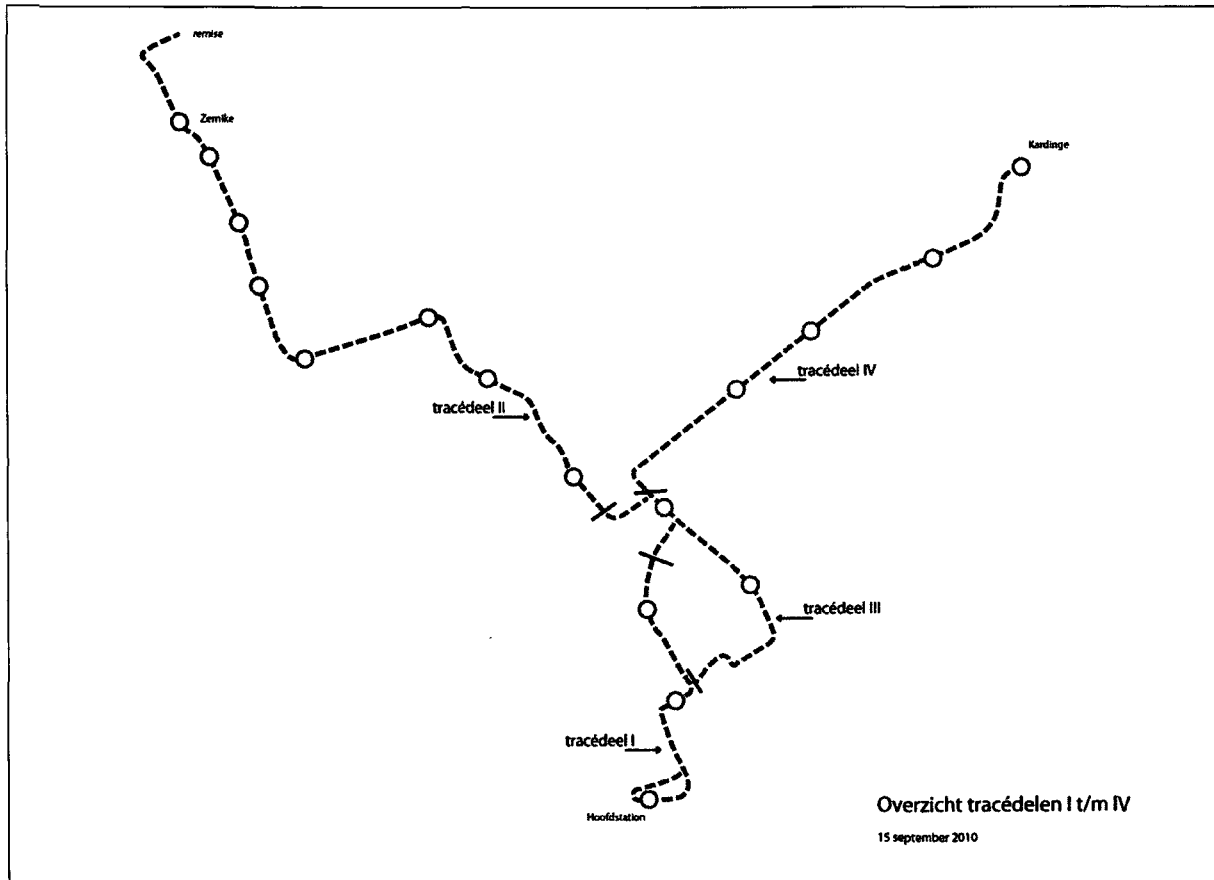 remise
Zernike
Kardinge
tracédeel IV
tracédeel II
tracédeel III
tracédeel I
Hoofdstation
Overzicht tracédelen I t/m IV
15 september 2010